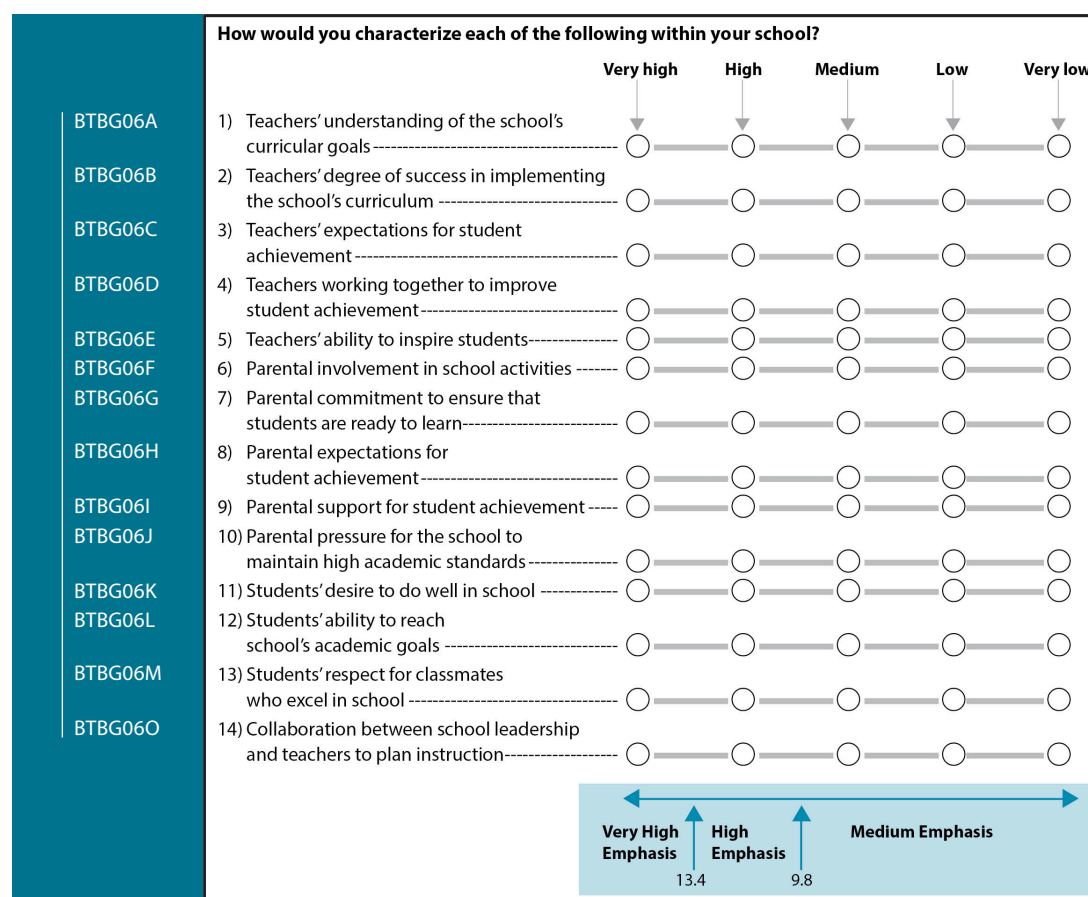 How would you characterize each of the following within your school?
Very high High Medium Low Very low
BTBG06A 1) Teachers' understanding of the school's
curricular goals
BTBG06B 2) Teachers' degree of success in implementing
the school's curriculum
BTBG06C 3) Teachers' expectations for student
achievement
BTBG06D 4) Teachers working together to improve
student achievement
BTBG06E 5) Teachers' ability to inspire students
BTBG06F 6) Parental involvement in school activities
BTBG06G 7) Parental commitment to ensure that
students are ready to learn
BTBG06H 8) Parental expectations for
student achievement
BTBG06I 9) Parental support for student achievement
BTBG06J 10) Parental pressure for the school to
maintain high academic standards
BTBG06K 11) Students' desire to do well in school
BTBG06L 12) Students' ability to reach
school's academic goals
BTBG06M 13) Students' respect for classmates
who excel in school
BTBG06O 14) Collaboration between school leadership
and teachers to plan instruction
Very High High Medium Emphasis
Emphasis Emphasis
13.4 9.8